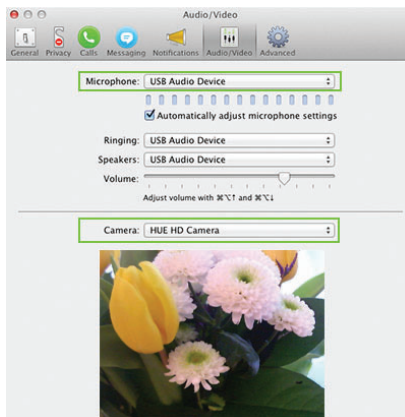 Audio/Video
General Privacy Calls Messaging Notifications Audio/Video Advanced
Microphone: USB Audio Device
Automatically adjust microphone settings
Ringing: USB Audio Device
Speakers: USB Audio Device
Volume:
Adjust volume with ⌘⌥↑ and ⌘⌥↓
Camera: HUE HD Camera